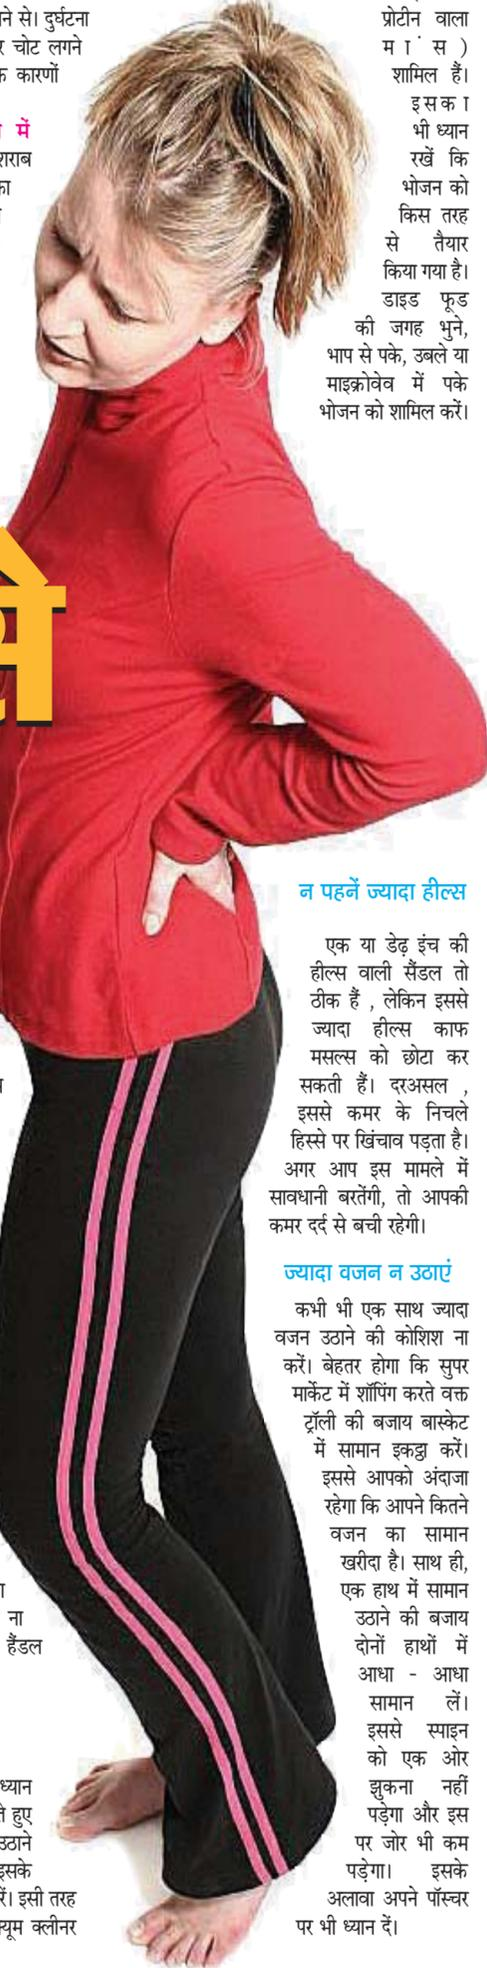 ने से। दुर्घटना
चोट लगने
कारणों
में
शराब
प्रोटीन वाला
मांस)
शामिल हैं।
इसका
भी ध्यान
रखें कि
भोजन को
किस तरह
से तैयार
किया गया है।
डाइड फूड
की जगह भुने,
भाप से पके, उबले या
माइक्रोवेव में पके
भोजन को शामिल करें।
से
न पहनें ज्यादा हील्स
एक या डेढ़ इंच की
हील्स वाली सैंडल तो
ठीक हैं , लेकिन इससे
ज्यादा हील्स काफ
मसल्स को छोटा कर
सकती हैं। दरअसल ,
इससे कमर के निचले
हिस्से पर खिंचाव पड़ता है।
अगर आप इस मामले में
सावधानी बरतेंगी, तो आपकी
कमर दर्द से बची रहेगी।
ज्यादा वजन न उठाएं
कभी भी एक साथ ज्यादा
वजन उठाने की कोशिश ना
करें। बेहतर होगा कि सुपर
मार्केट में शॉपिंग करते वक्त
ट्रॉली की बजाय बास्केट
में सामान इकट्ठा करें।
इससे आपको अंदाजा
रहेगा कि आपने कितने
वजन का सामान
खरीदा है। साथ ही,
एक हाथ में सामान
उठाने की बजाय
दोनों हाथों में
आधा - आधा
सामान लें।
इससे स्पाइन
को एक ओर
झुकना नहीं
पड़ेगा और इस
पर जोर भी कम
पड़ेगा। इसके
अलावा अपने पॉस्चर
पर भी ध्यान दें।
ना
हैंडल
ध्यान
हुए
उठाने
इसके
रें। इसी तरह
क्यूम क्लीनर